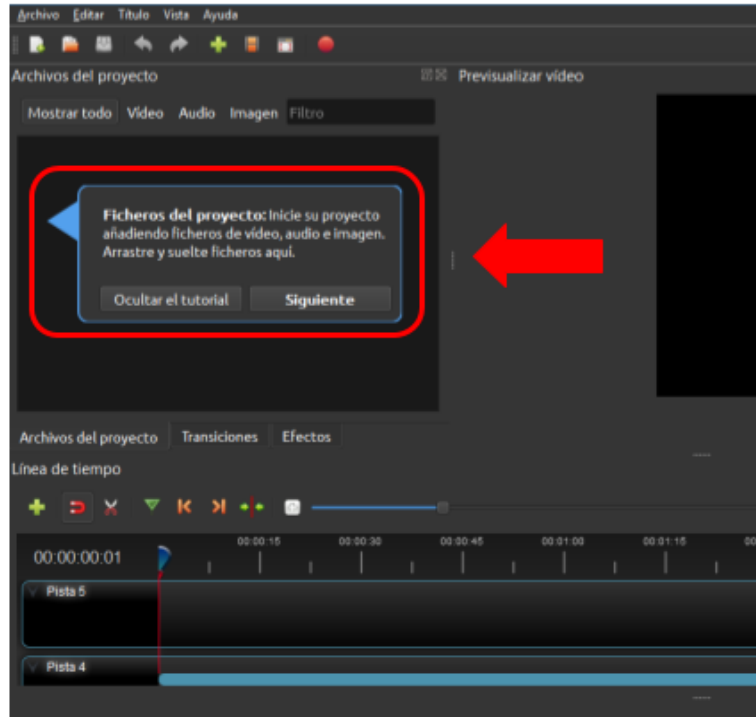 Archivo Editar Título Vista Ayuda
Archivos del proyecto
Previsualizar vídeo
Mostrar todo Vídeo Audio Imagen Filtro
Ficheros del proyecto: Inicie su proyecto
añadiendo ficheros de vídeo, audio e imagen.
Arrastre y suelte ficheros aquí.
Ocultar el tutorial Siguiente
Archivos del proyecto Transiciones Efectos
Línea de tiempo
00:00:15 00:00:30 00:00:45 00:01:00 00:01:15 00
00:00:00:01
Pista 5
Pista 4